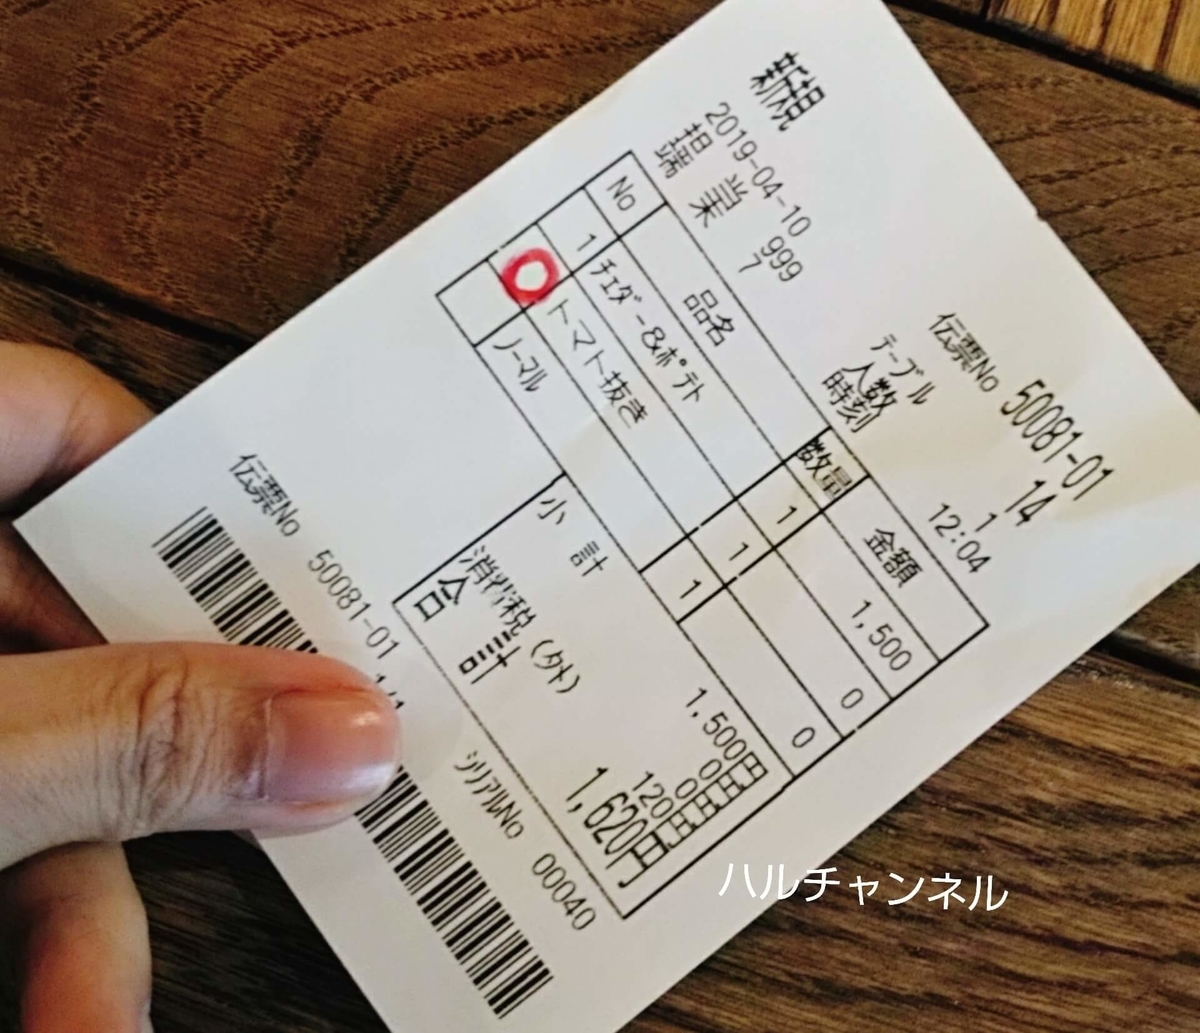 新規
伝票No 50081-01
2019-04-10 テーブル 14
担当 999 人数 1
端末 7 時刻 12:04
No 品名 数量 金額
1 チェダー&ポテト 1 1,500
トマト抜き 1 0
ノーマル 1 0
小計 1,500円
0円
消費税(外) 120円
合計 1,620円
伝票No 50081-01
シリアルNo 00040
ハルチャンネル